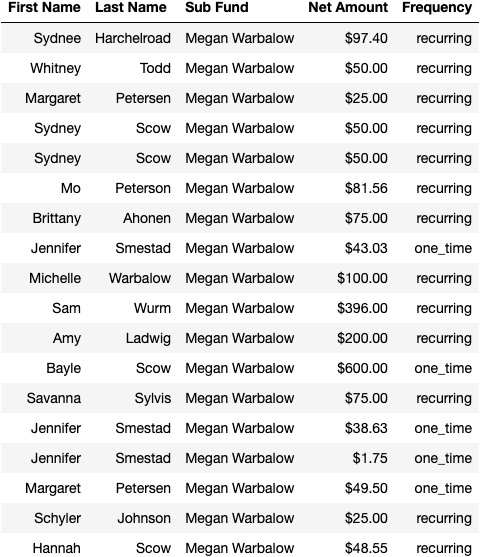 First Name Last Name Sub Fund Net Amount Frequency
Sydnee Harchelroad Megan Warbalow $97.40 recurring
Whitney Todd Megan Warbalow $50.00 recurring
Margaret Petersen Megan Warbalow $25.00 recurring
Sydney Scow Megan Warbalow $50.00 recurring
Sydney Scow Megan Warbalow $50.00 recurring
Mo Peterson Megan Warbalow $81.56 recurring
Brittany Ahonen Megan Warbalow $75.00 recurring
Jennifer Smestad Megan Warbalow $43.03 one_time
Michelle Warbalow Megan Warbalow $100.00 recurring
Sam Wurm Megan Warbalow $396.00 recurring
Amy Ladwig Megan Warbalow $200.00 recurring
Bayle Scow Megan Warbalow $600.00 one_time
Savanna Sylvis Megan Warbalow $75.00 recurring
Jennifer Smestad Megan Warbalow $38.63 one_time
Jennifer Smestad Megan Warbalow $1.75 one_time
Margaret Petersen Megan Warbalow $49.50 one_time
Schyler Johnson Megan Warbalow $25.00 recurring
Hannah Scow Megan Warbalow $48.55 recurring